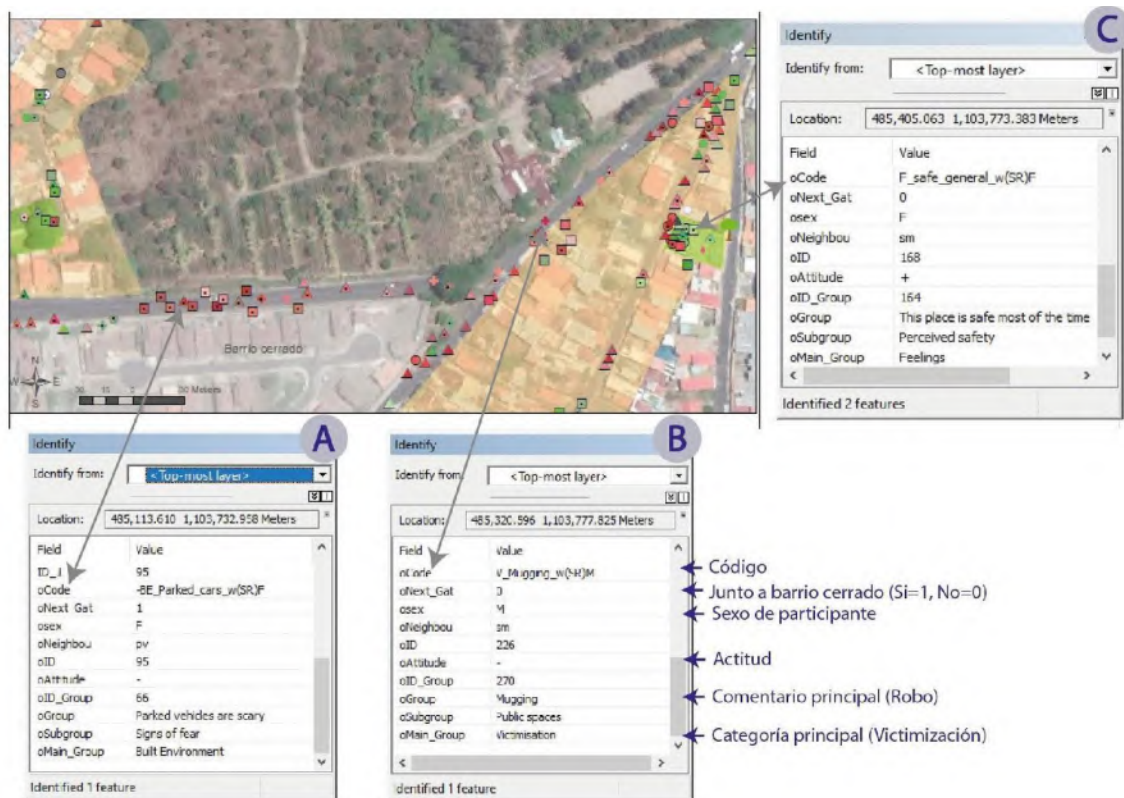 C
Identify
Identify from: <Top-most layer>
Location: 485,405.063 1,103,773.383 Meters
Field Value
oCode F_safe_general_w(SR)F
oNext_Gat 0
osex F
oNeighbou sm
oID 168
oAttitude +
oID_Group 164
oGroup This place is safe most of the time
oSubgroup Perceived safety
oMain_Group Feelings
Identified 2 features
Barrio cerrado
N
W E
S
30 Meters
A
Identify
Identify from: <Top-most layer>
Location: 485,113.610 1,103,732.958 Meters
Field Value
95
oCode -BE_Parked_cars_w(SR)F
oNext_Gat 1
osex F
oNeighbou pv
oID 95
oAttitude -
oID_Group 66
oGroup Parked vehicles are scary
oSubgroup Signs of fear
oMain_Group Built Environment
Identified 1 feature
B
Identify
Identify from: <Top-most layer>
Location: 485,320.596 1,103,777.825 Meters
Field Value
oCode V_Mugging_w(SR)M
oNext_Gat 0
osex M
oNeighbou sm
oID 226
oAttitude -
oID_Group 270
oGroup Mugging
oSubgroup Public spaces
oMain_Group Victimisation
Identified 1 feature
Código
Junto a barrio cerrado (Si=1, No=0)
Sexo de participante
Actitud
Comentario principal (Robo)
Categoría principal (Victimización)